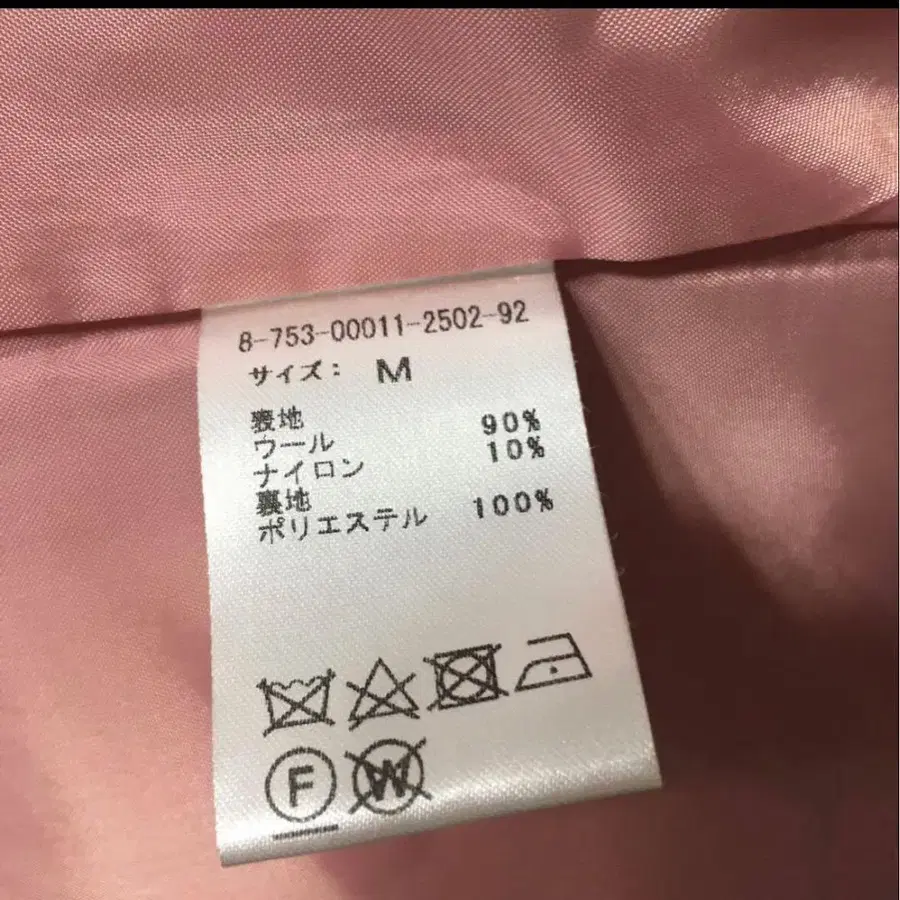 8-753-00011-2502-92
サイズ: M
表地
ウール 90%
ナイロン 10%
裏地
ポリエステル 100%
F W